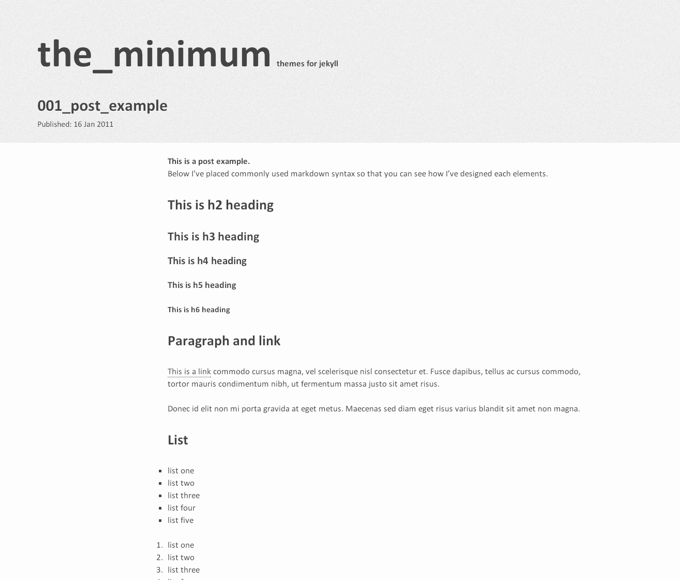 the_minimum themes for jekyll
001_post_example
Published: 16 Jan 2011
This is a post example.
Below I've placed commonly used markdown syntax so that you can see how I've designed each elements.
This is h2 heading
This is h3 heading
This is h4 heading
This is h5 heading
This is h6 heading
Paragraph and link
This is a link commodo cursus magna, vel scelerisque nisl consectetur et. Fusce dapibus, tellus ac cursus commodo,
tortor mauris condimentum nibh, ut fermentum massa justo sit amet risus.
Donec id elit non mi porta gravida at eget metus. Maecenas sed diam eget risus varius blandit sit amet non magna.
List
▪ list one
▪ list two
▪ list three
▪ list four
▪ list five
1. list one
2. list two
3. list three